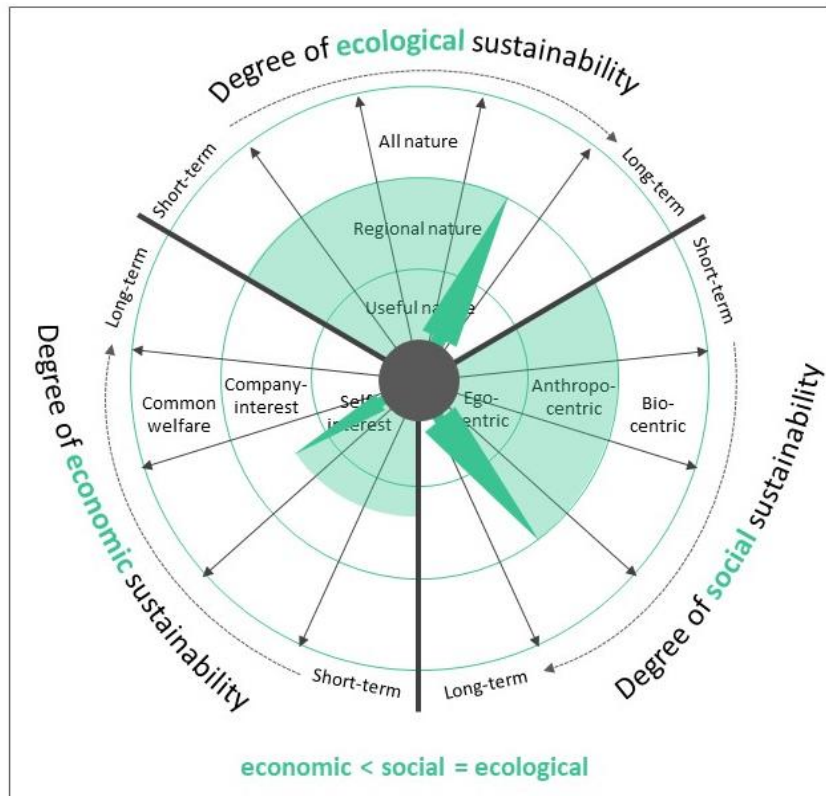 Degree of ecological sustainability
Short-term
Long-term
All nature
Regional nature
Useful nature
Long-term
Short-term
Degree of economic sustainability
Common
welfare
Company-
interest
Self-
interest
Ego-
centric
Anthropo-
centric
Bio-
centric
Degree of social sustainability
Short-term
Long-term
economic < social = ecological